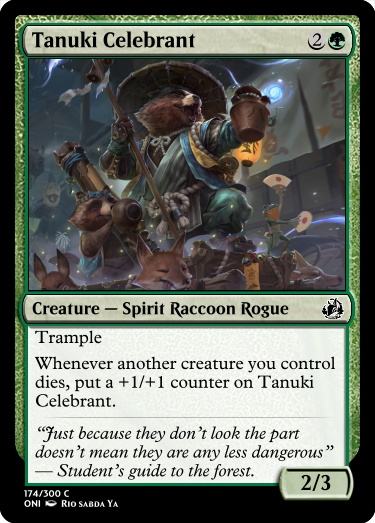 Tanuki Celebrant 2
Creature — Spirit Raccoon Rogue
Trample
Whenever another creature you control
dies, put a +1/+1 counter on Tanuki
Celebrant.
“Just because they don't look the part
doesn't mean they are any less dangerous”
— Student's guide to the forest.
2/3
174/300 C
ONI Rio sabda Ya